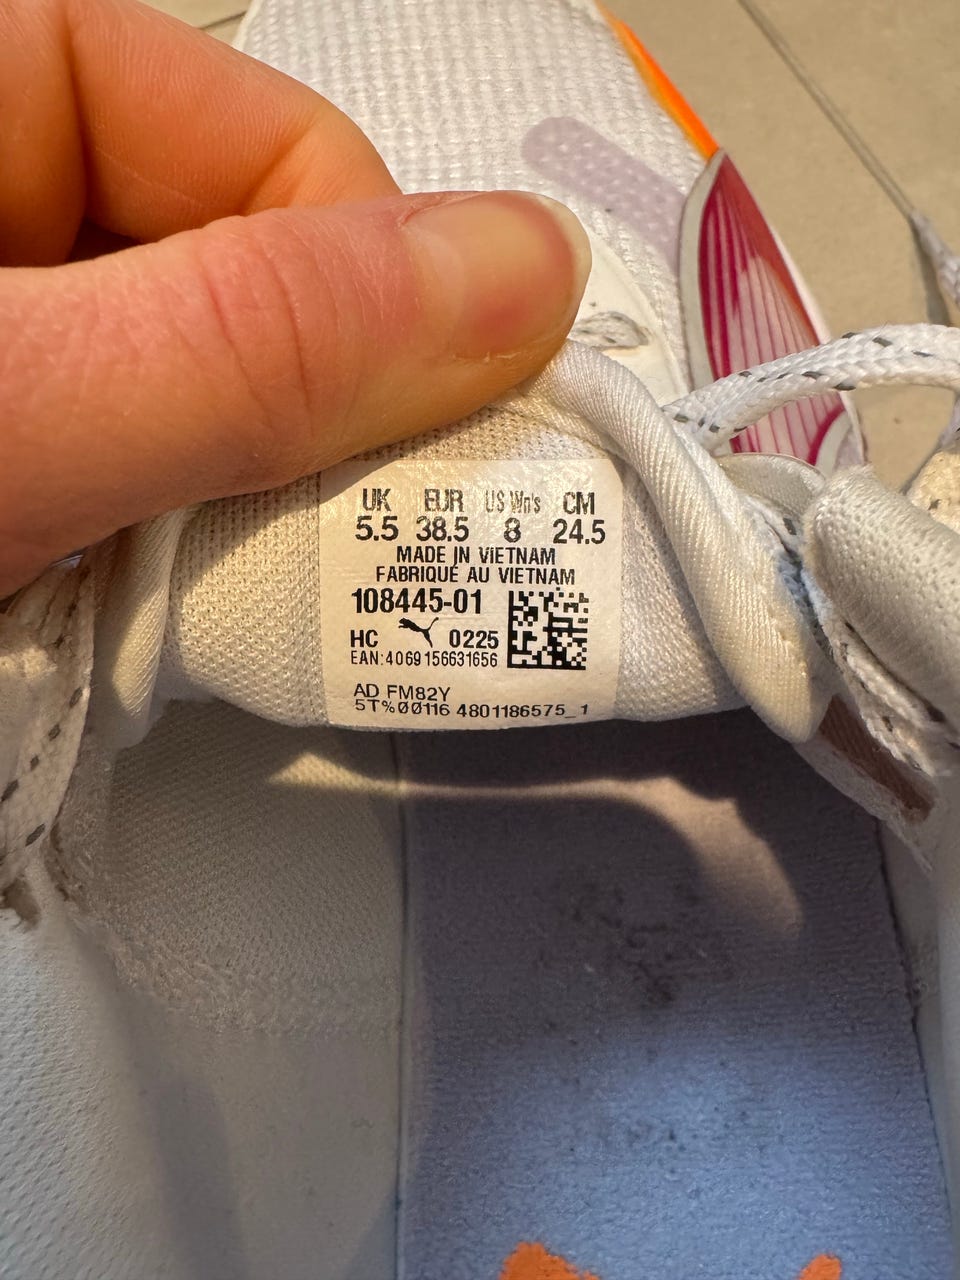 UK EUR US Wn's CM
5.5 38.5 8 24.5
MADE IN VIETNAM
FABRIQUÉ AU VIETNAM
108445-01
HC 0225
EAN:4069156631656
AD FM82Y
5T%00116 4801186575_1